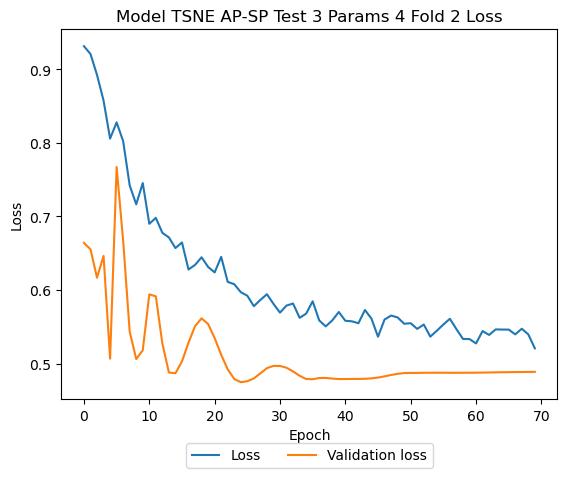 Model TSNE AP-SP Test 3 Params 4 Fold 2 Loss
Loss
0.9
0.8
0.7
0.6
0.5
0 10 20 30 40 50 60 70
Epoch
Loss Validation loss